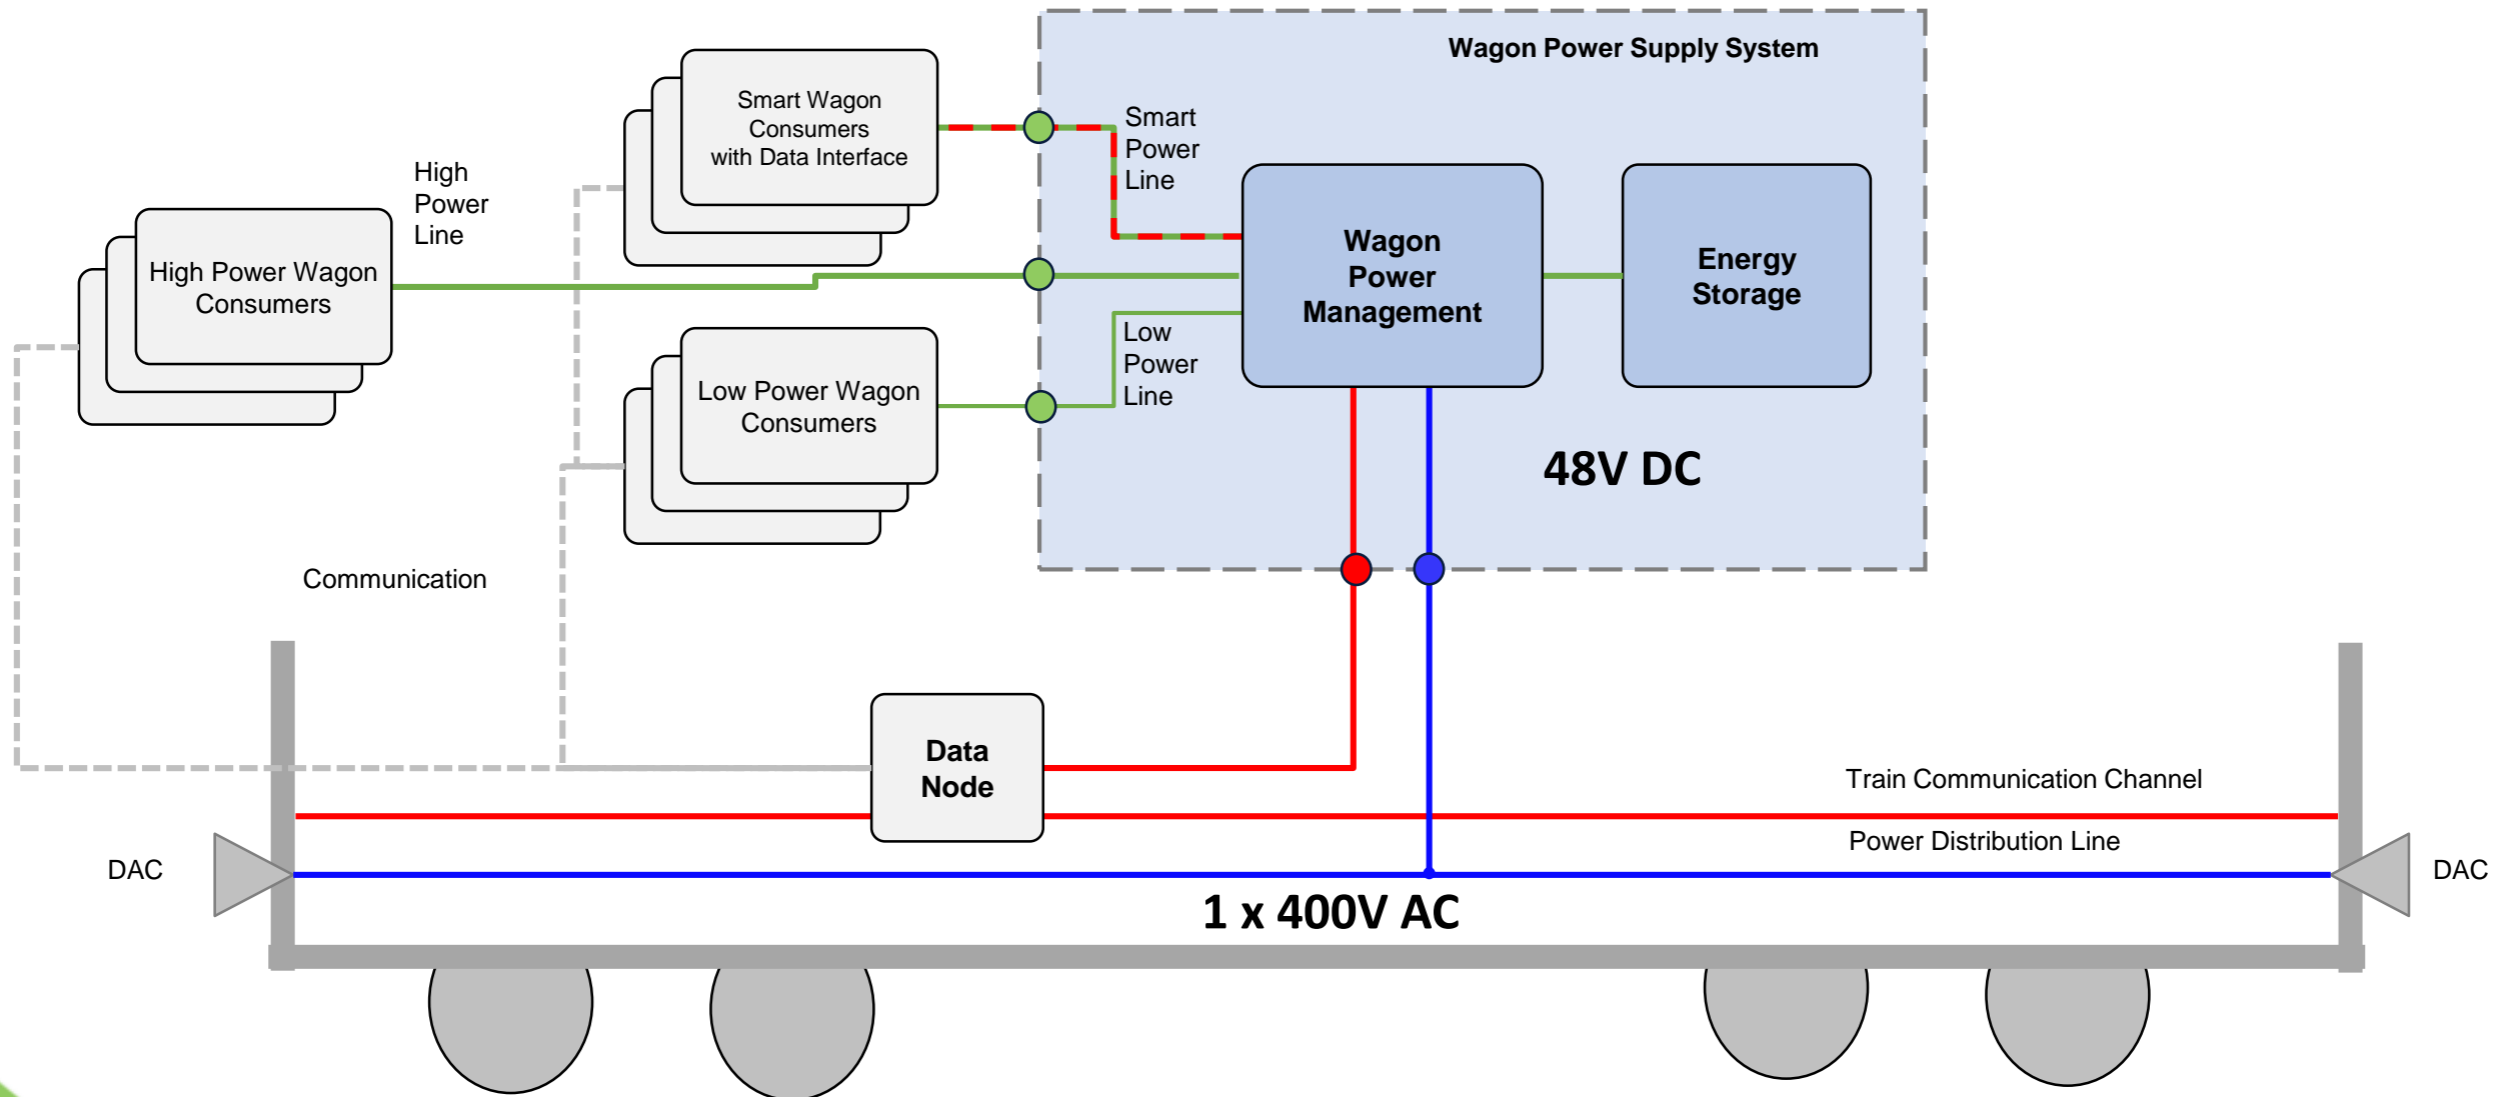 Wagon Power Supply System
Smart Wagon
Consumers
with Data Interface
Smart
Power
Line
High
Power
Line
High Power Wagon
Consumers
Wagon
Power
Management
Energy
Storage
Low
Power
Line
Low Power Wagon
Consumers
48V DC
Communication
Data
Node
Train Communication Channel
Power Distribution Line
DAC
DAC
1 x 400V AC